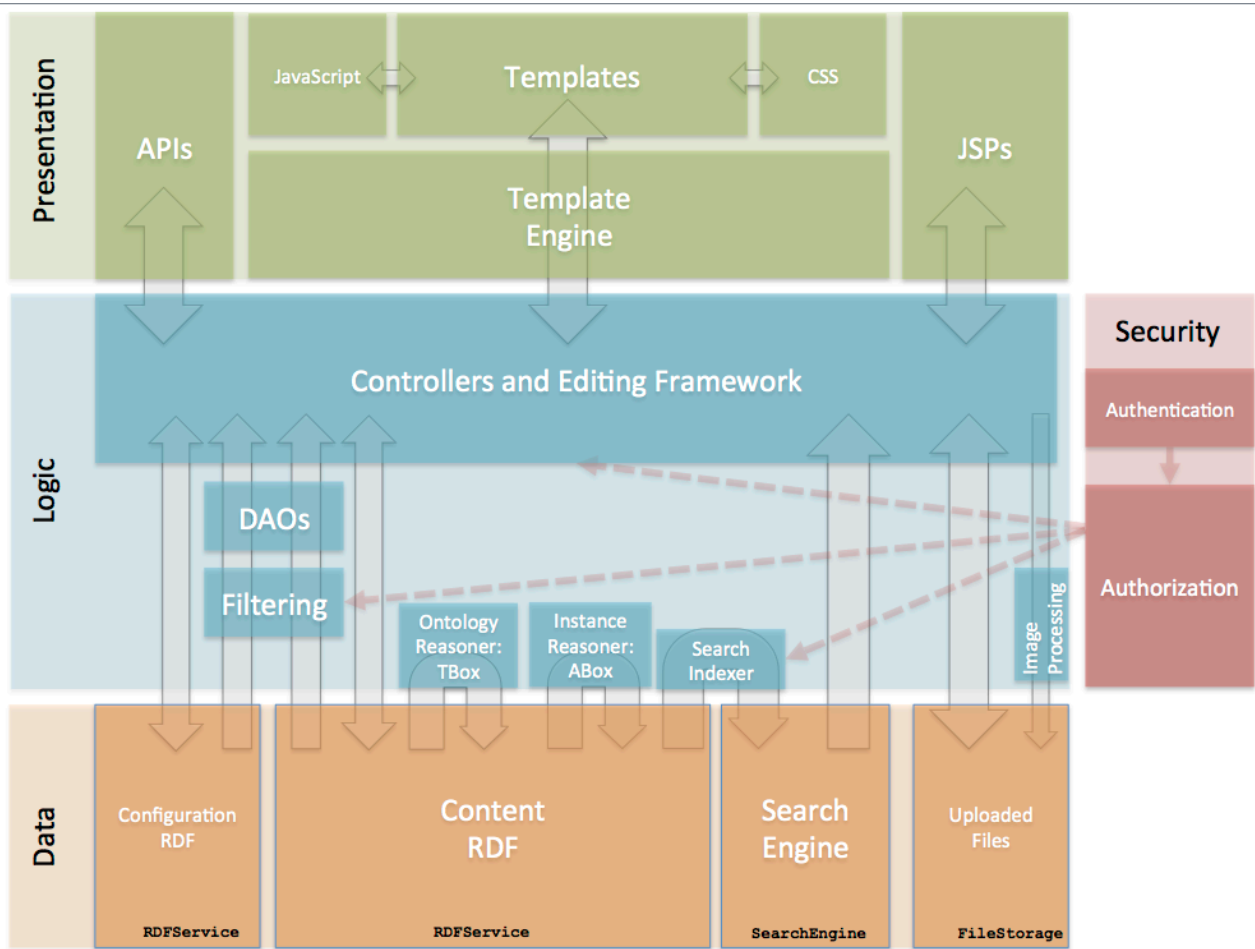 Presentation
APIs
JavaScript
Templates
CSS
JSPs
Template
Engine
Logic
Controllers and Editing Framework
DAOs
Filtering
Ontology
Reasoner:
TBox
Instance
Reasoner:
ABox
Search
Indexer
Image
Processing
Security
Authentication
Authorization
Data
Configuration
RDF
RDFService
Content
RDF
RDFService
Search
Engine
SearchEngine
Uploaded
Files
FileStorage